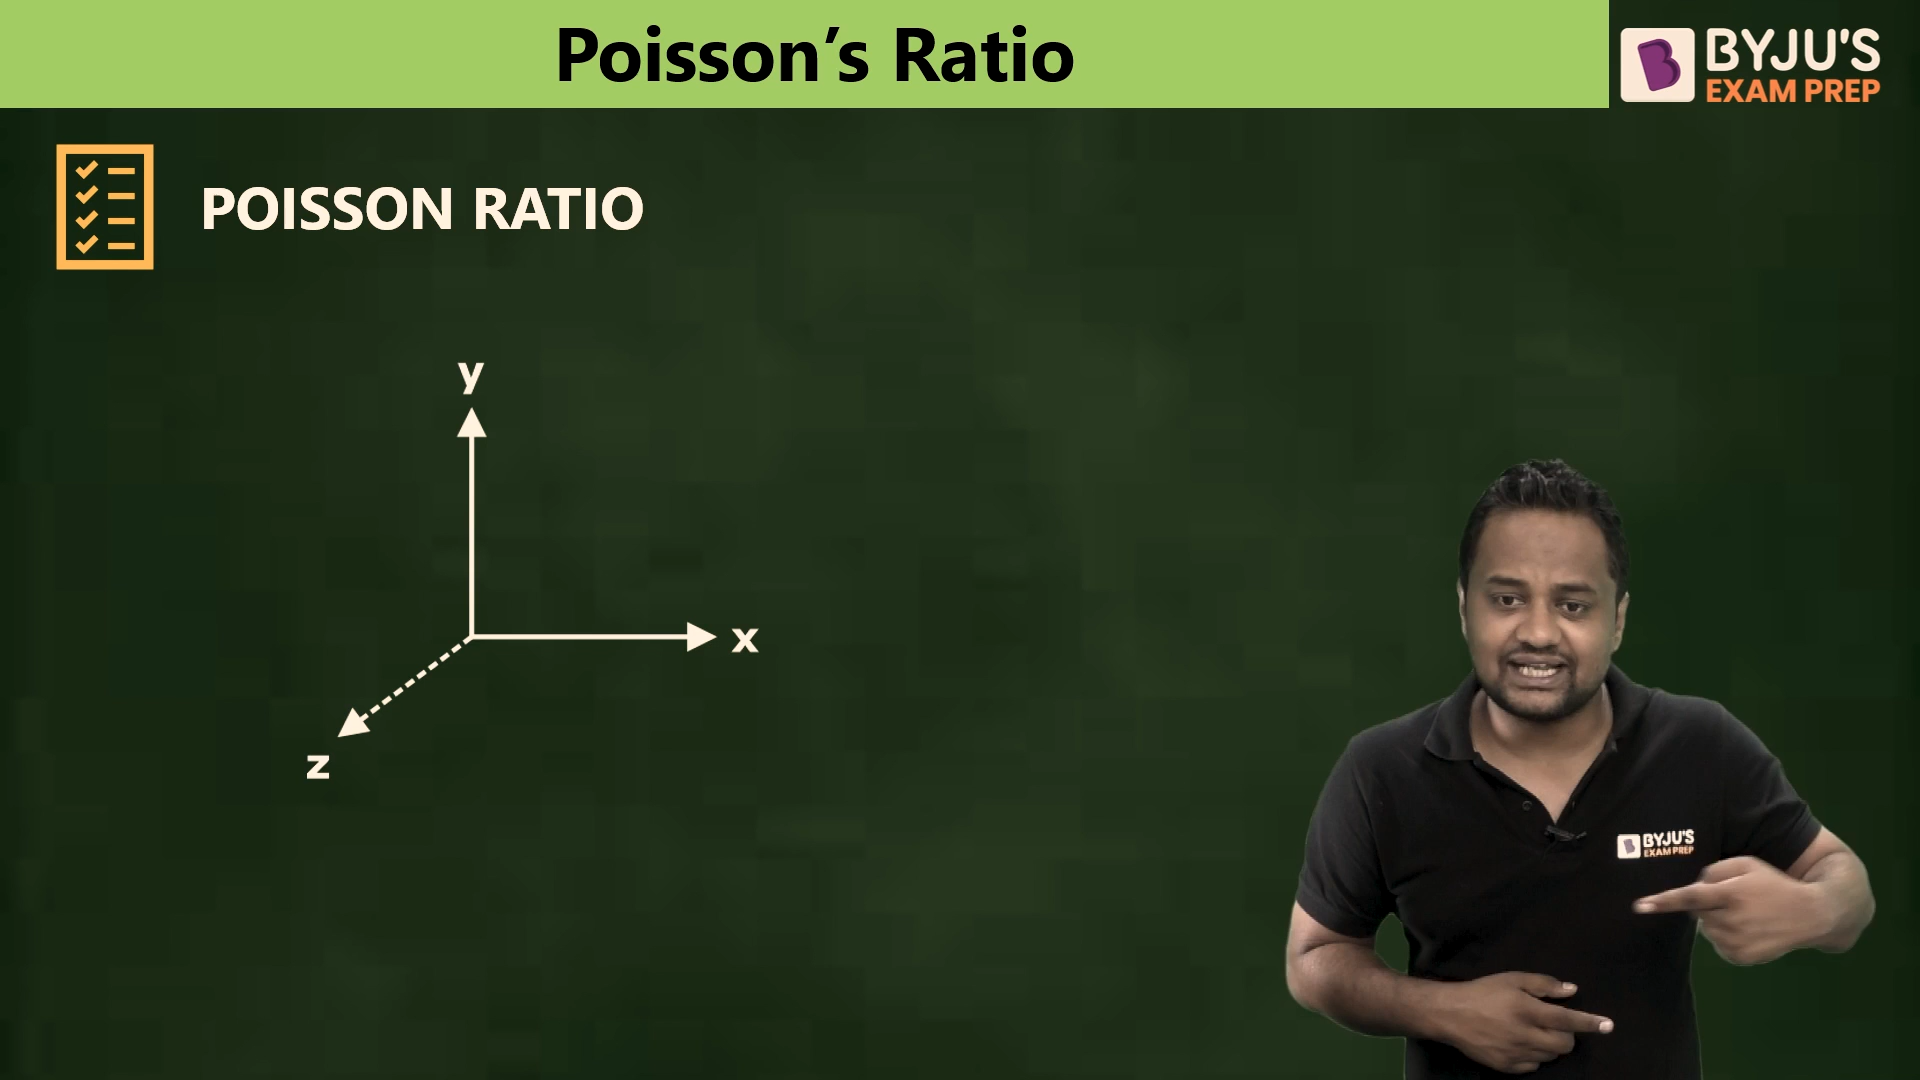 Poisson’s Ratio
BYJU'S
EXAM PREP
POISSON RATIO
y
x
z
BYJU'S
EXAM PREP